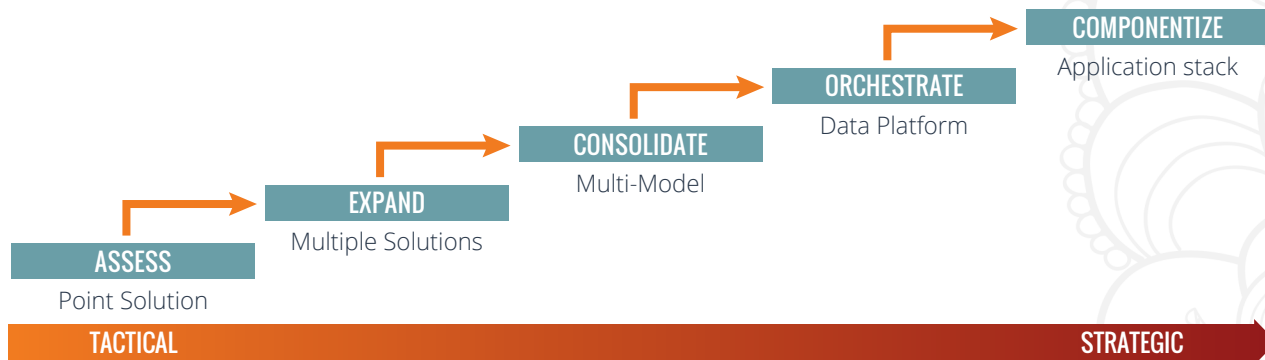 COMPONENTIZE
Application stack
ORCHESTRATE
Data Platform
CONSOLIDATE
Multi-Model
EXPAND
Multiple Solutions
ASSESS
Point Solution
TACTICAL
STRATEGIC